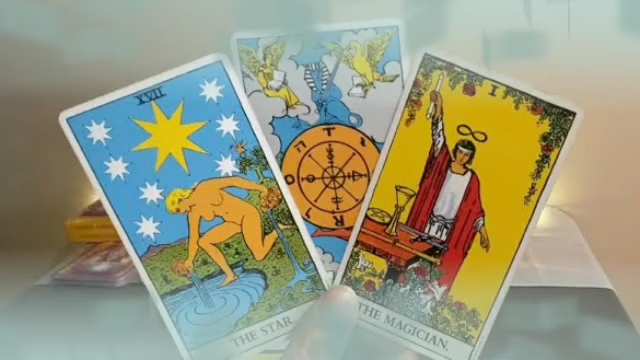 XVII
THE STAR
T
A
R
O
I
THE MAGICIAN.